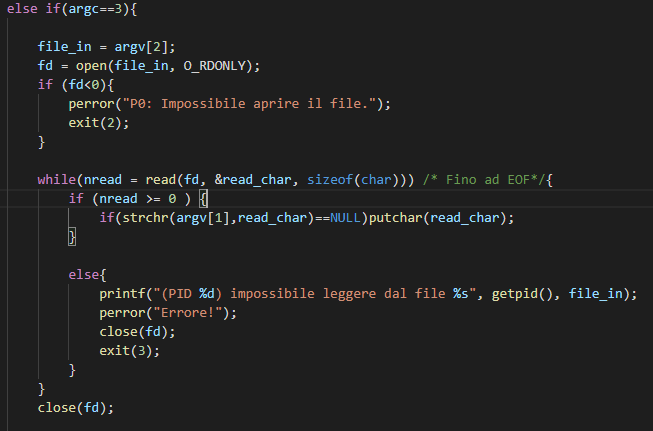 else if(argc==3){
file_in = argv[2];
fd = open(file_in, O_RDONLY);
if (fd<0){
perror("P0: Impossibile aprire il file.");
exit(2);
}
while(nread = read(fd, &read_char, sizeof(char))) /* Fino ad EOF*/{
if (nread >= 0 ) {
if(strchr(argv[1],read_char)==NULL)putchar(read_char);
}
else{
printf("(PID %d) impossibile leggere dal file %s", getpid(), file_in);
perror("Errore!");
close(fd);
exit(3);
}
}
close(fd);